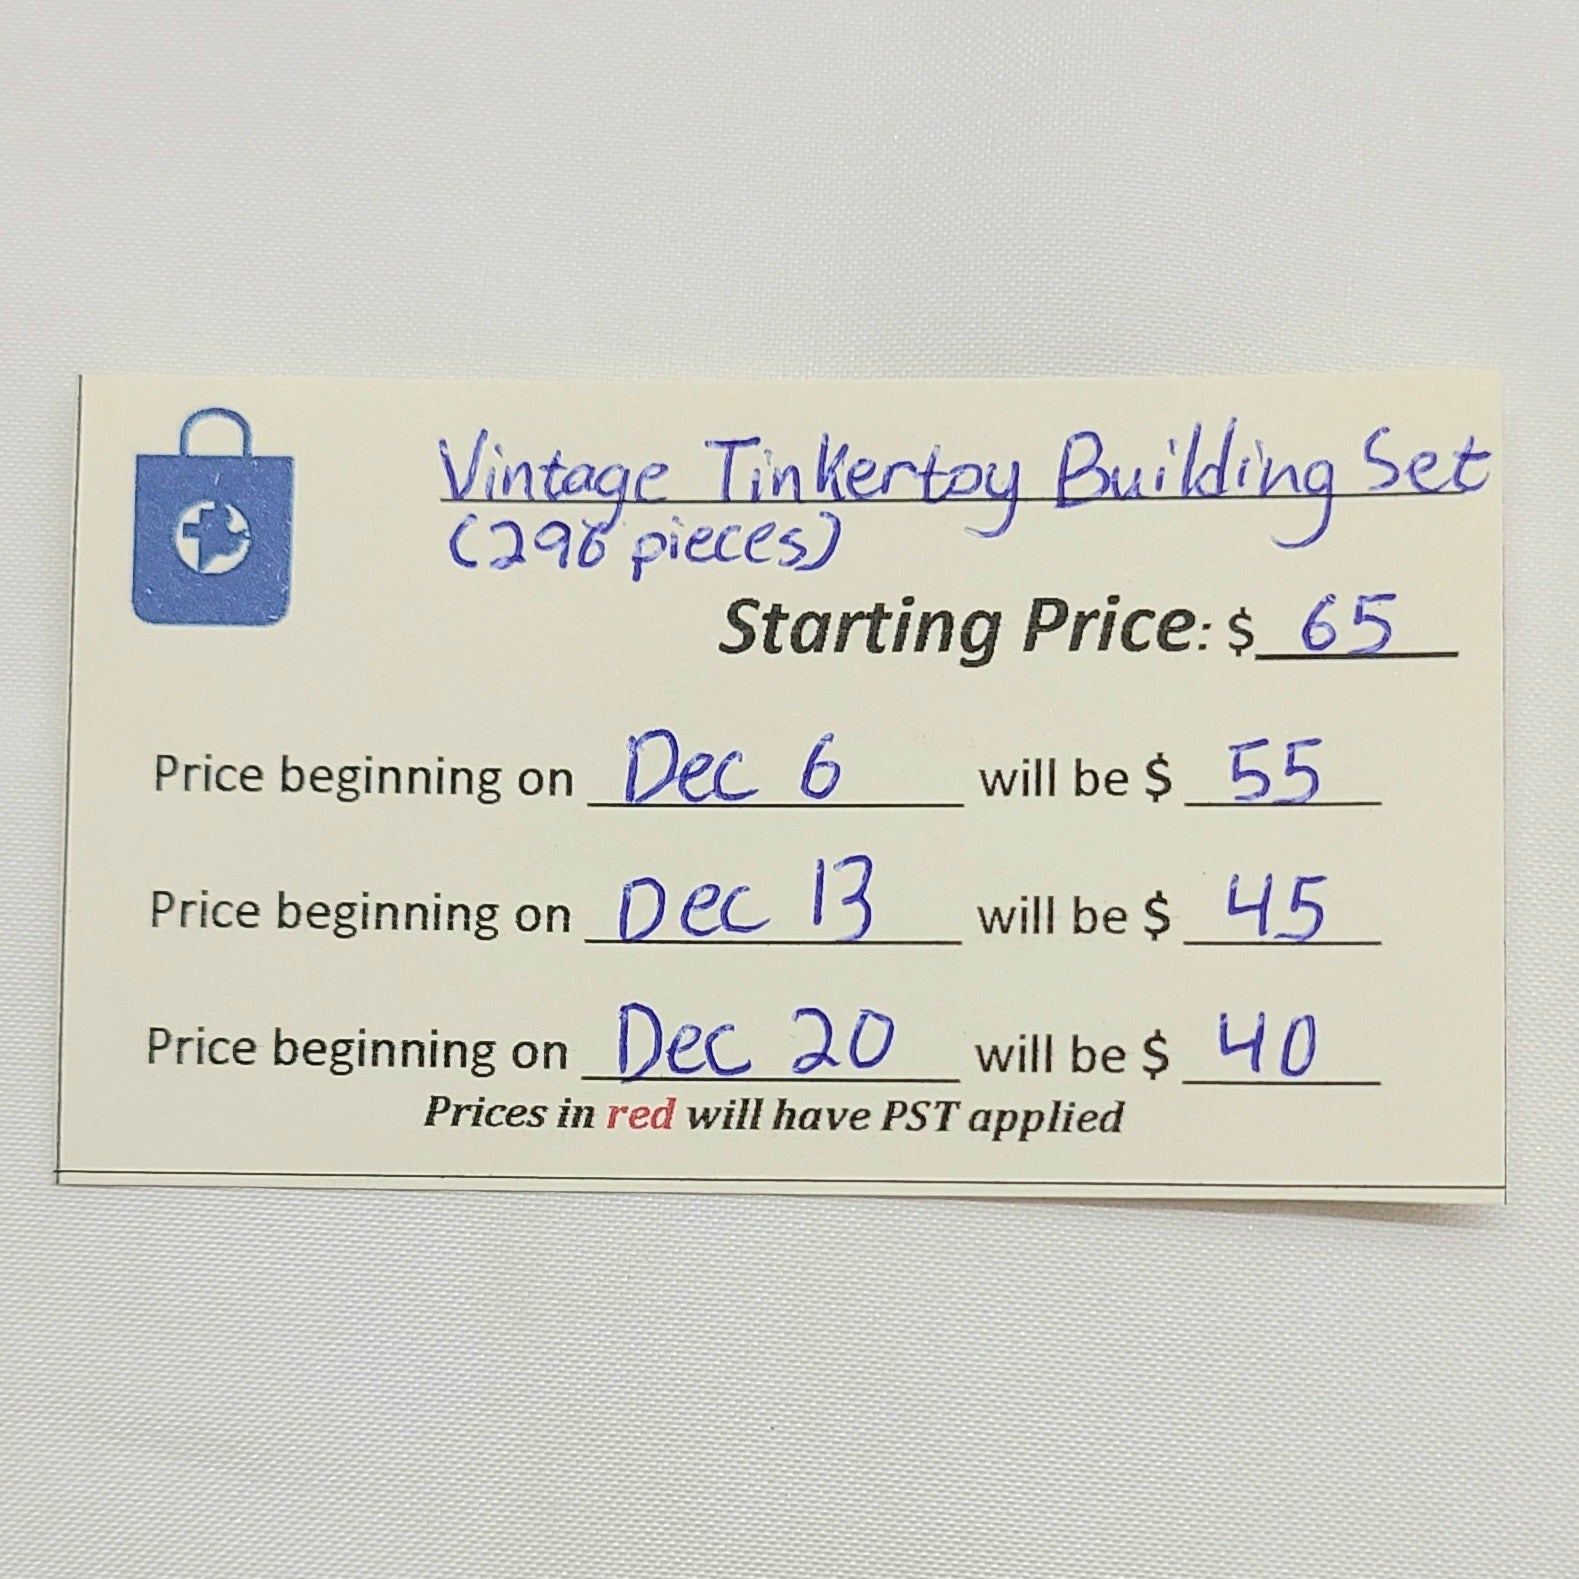 Vintage Tinkertoy Building Set
(296 pieces)
Starting Price: $ 65
Price beginning on Dec 6 will be $ 55
Price beginning on Dec 13 will be $ 45
Price beginning on Dec 20 will be $ 40
Prices in red will have PST applied